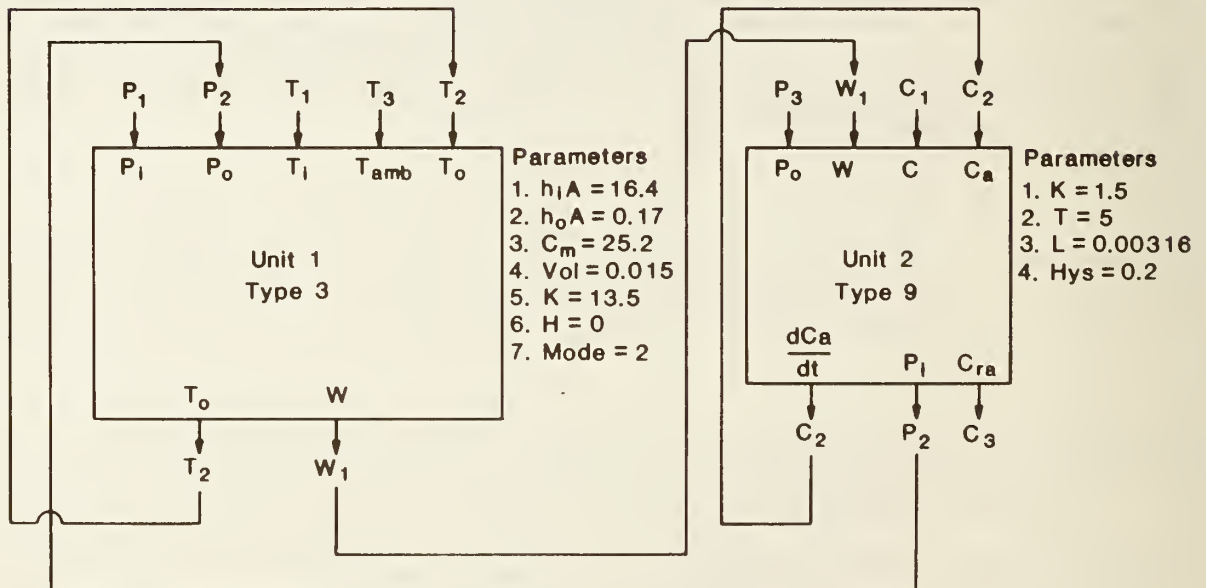 P₁ P₂ T₁ T₃ T₂
Pᵢ Pₒ Tᵢ Tamb Tₒ
Unit 1
Type 3
Tₒ W
T₂ W₁
Parameters
1. hᵢA = 16.4
2. hₒA = 0.17
3. Cₘ = 25.2
4. Vol = 0.015
5. K = 13.5
6. H = 0
7. Mode = 2
P₃ W₁ C₁ C₂
Pₒ W C Cₐ
Unit 2
Type 9
dCa/dt Pᵢ Cᵣₐ
C₂ P₂ C₃
Parameters
1. K = 1.5
2. T = 5
3. L = 0.00316
4. Hys = 0.2